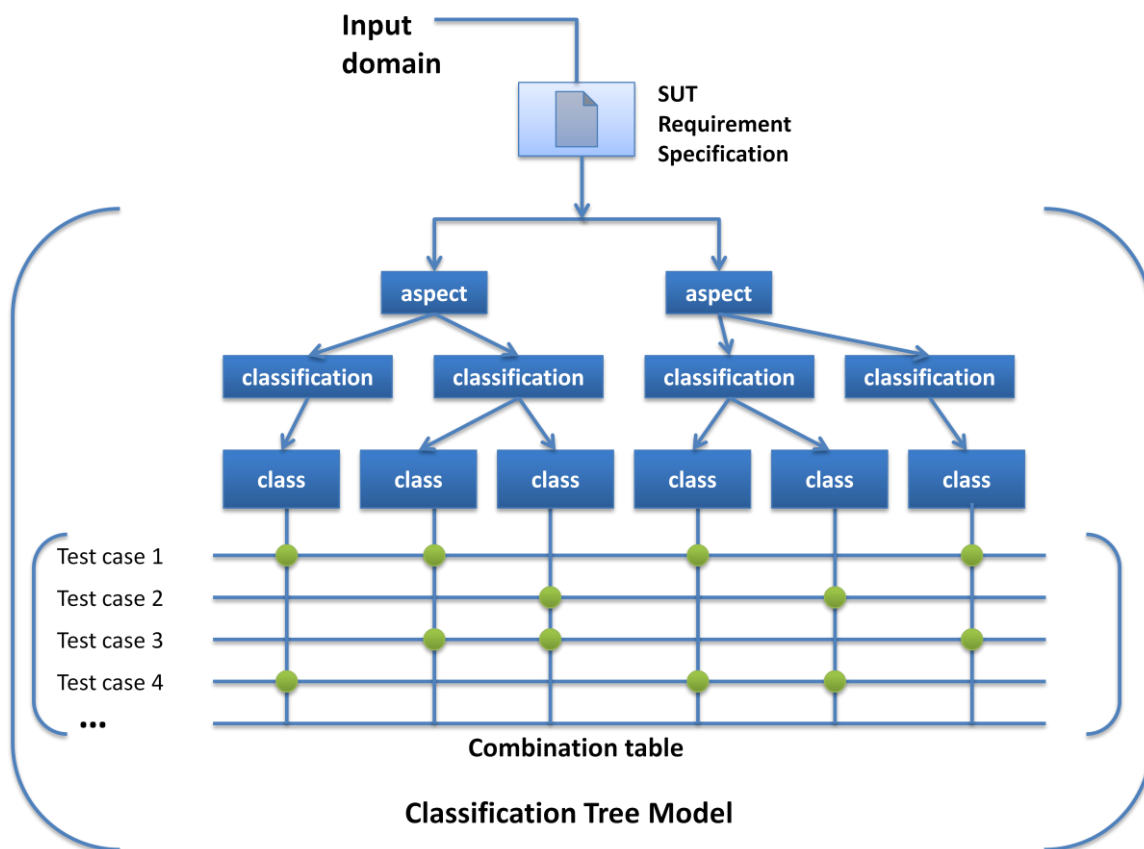 Input
domain
SUT
Requirement
Specification
aspect
aspect
classification
classification
classification
classification
class
class
class
class
class
class
Test case 1
Test case 2
Test case 3
Test case 4
...
Combination table
Classification Tree Model